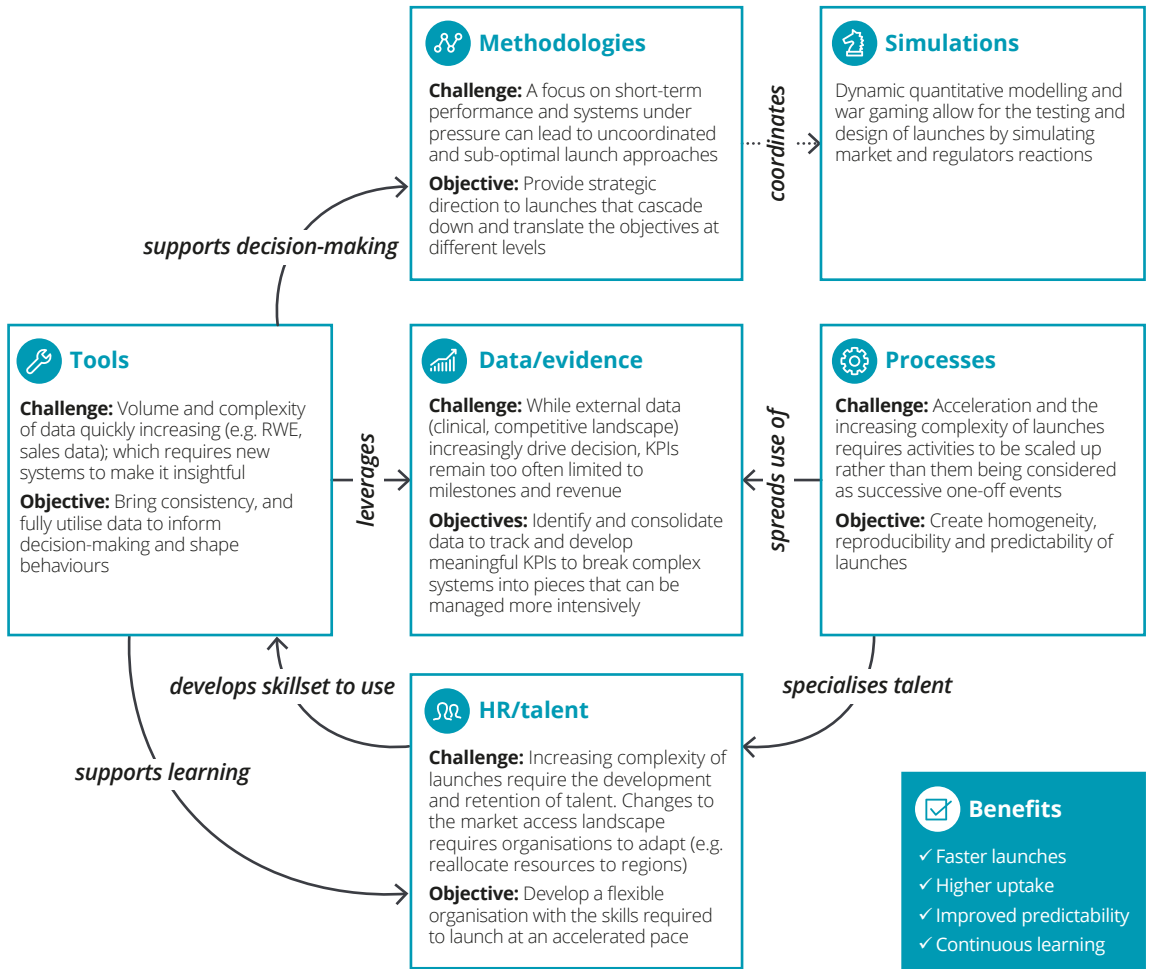 Methodologies
Challenge: A focus on short-term
performance and systems under
pressure can lead to uncoordinated
and sub-optimal launch approaches
Objective: Provide strategic
direction to launches that cascade
down and translate the objectives at
different levels
coordinates
Simulations
Dynamic quantitative modelling and
war gaming allow for the testing and
design of launches by simulating
market and regulators reactions
supports decision-making
Tools
Challenge: Volume and complexity
of data quickly increasing (e.g. RWE,
sales data); which requires new
systems to make it insightful
Objective: Bring consistency, and
fully utilise data to inform
decision-making and shape
behaviours
leverages
Data/evidence
Challenge: While external data
(clinical, competitive landscape)
increasingly drive decision, KPIs
remain too often limited to
milestones and revenue
Objectives: Identify and consolidate
data to track and develop
meaningful KPIs to break complex
systems into pieces that can be
managed more intensively
spreads use of
Processes
Challenge: Acceleration and the
increasing complexity of launches
requires activities to be scaled up
rather than them being considered
as successive one-off events
Objective: Create homogeneity,
reproducibility and predictability of
launches
develops skillset to use
specialises talent
supports learning
HR/talent
Challenge: Increasing complexity of
launches require the development
and retention of talent. Changes to
the market access landscape
requires organisations to adapt (e.g.
reallocate resources to regions)
Objective: Develop a flexible
organisation with the skills required
to launch at an accelerated pace
Benefits
✓ Faster launches
✓ Higher uptake
✓ Improved predictability
✓ Continuous learning